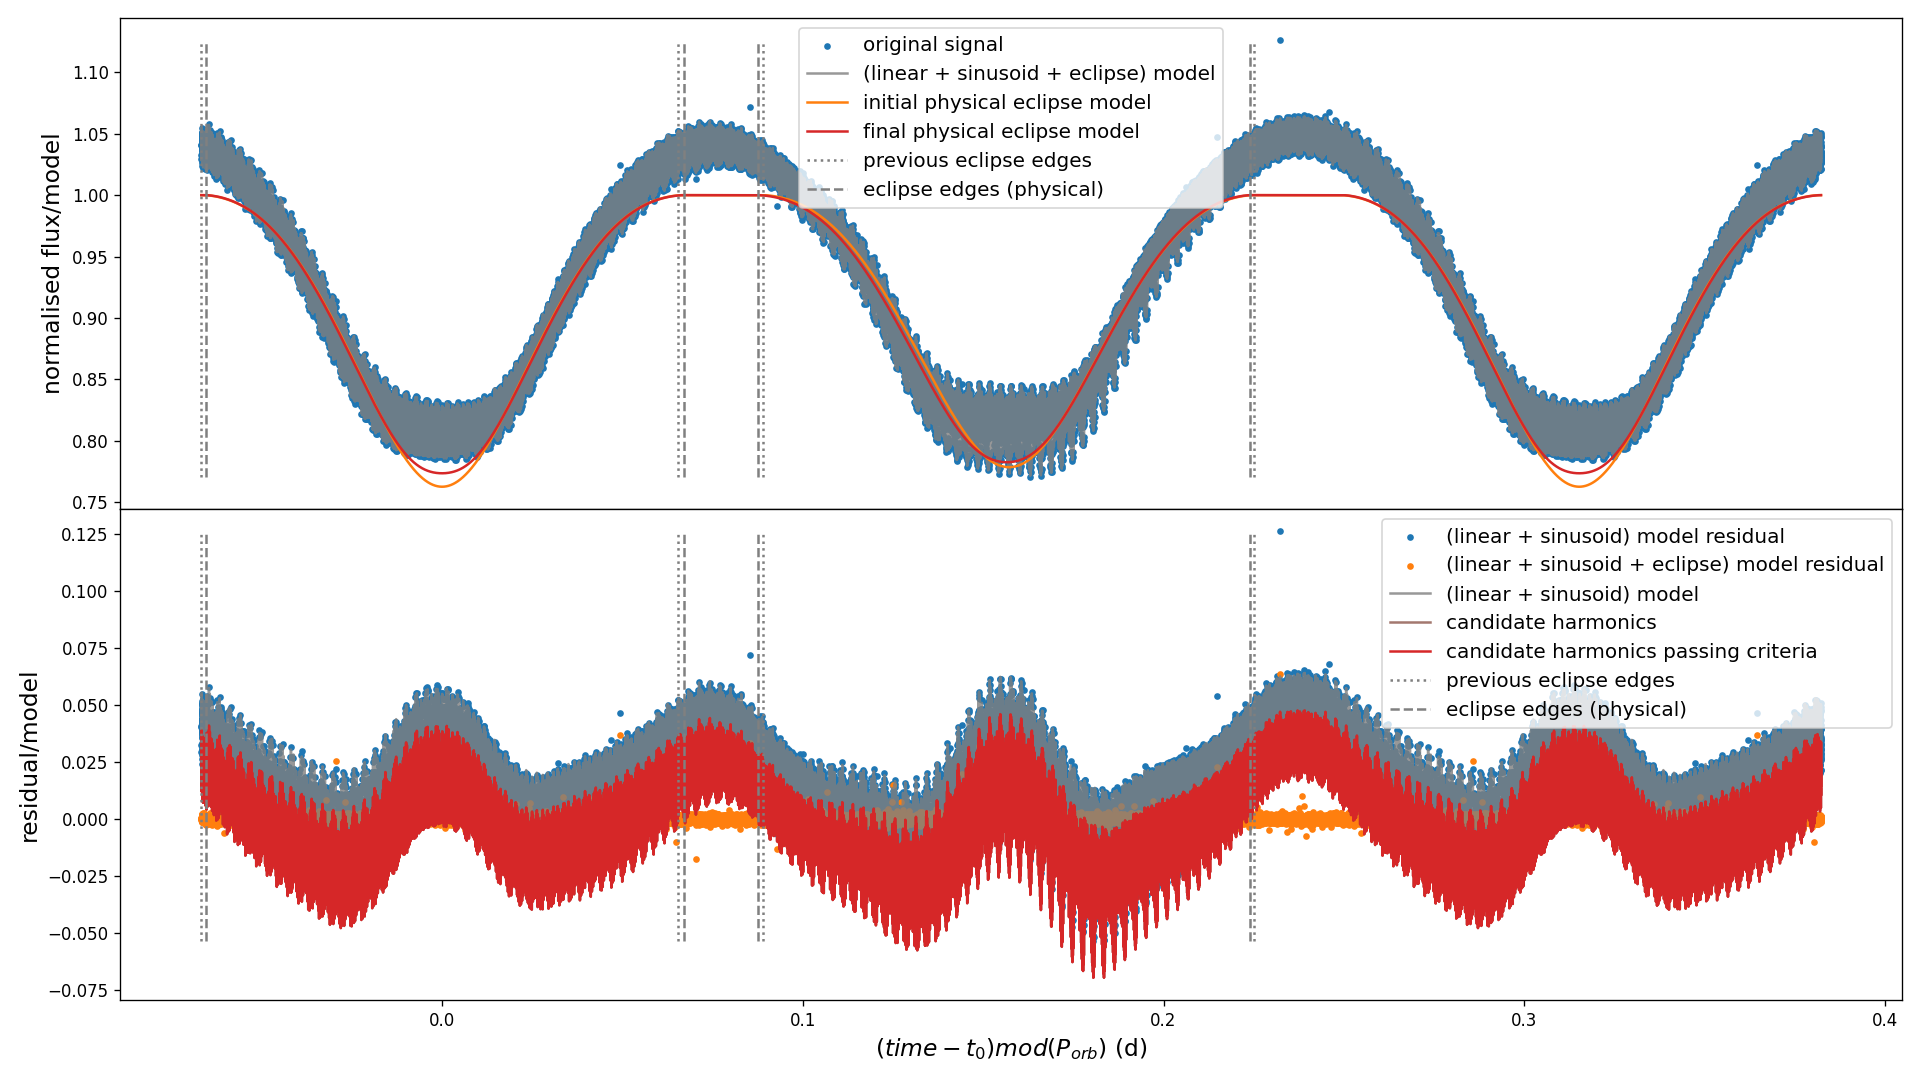 original signal
(linear + sinusoid + eclipse) model
initial physical eclipse model
final physical eclipse model
previous eclipse edges
eclipse edges (physical)
normalised flux/model
1.10
1.05
1.00
0.95
0.90
0.85
0.80
0.75
(linear + sinusoid) model residual
(linear + sinusoid + eclipse) model residual
(linear + sinusoid) model
candidate harmonics
candidate harmonics passing criteria
previous eclipse edges
eclipse edges (physical)
residual/model
0.125
0.100
0.075
0.050
0.025
0.000
−0.025
−0.050
−0.075
0.0 0.1 0.2 0.3 0.4
(time − t₀)mod(P_orb) (d)